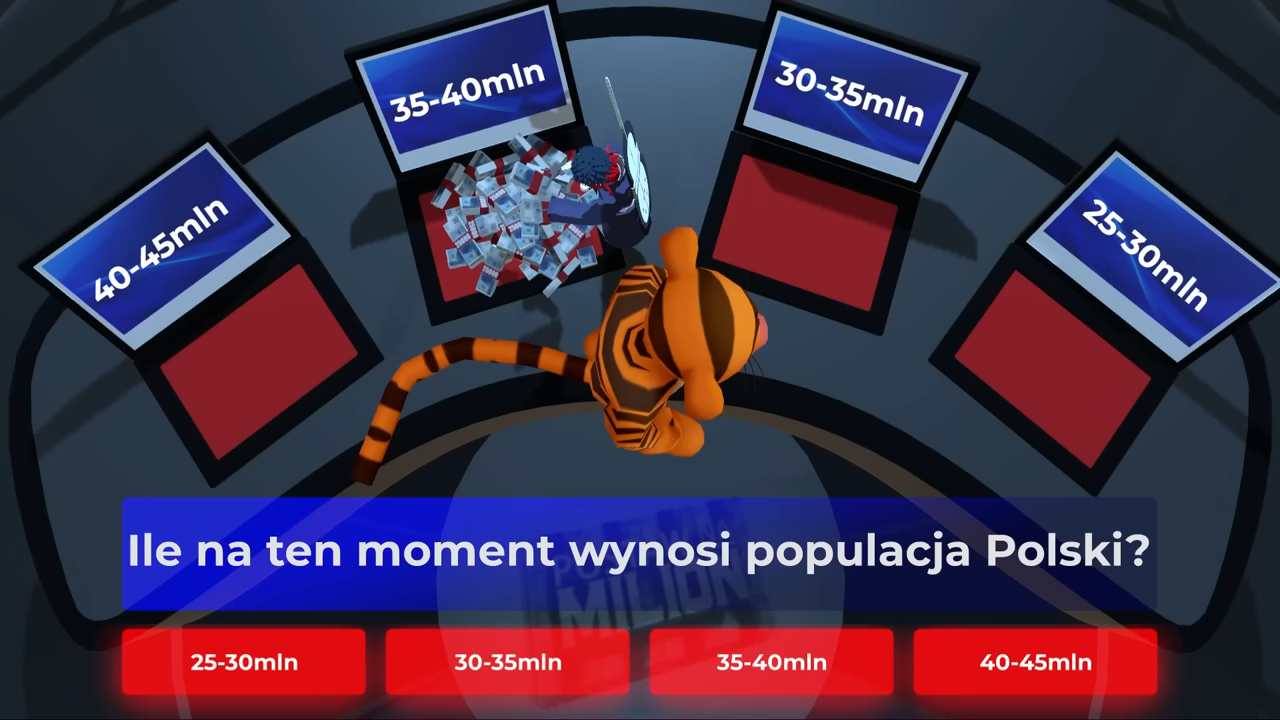 40-45mln
35-40mln
30-35mln
25-30mln
Ile na ten moment wynosi populacja Polski?
MILION
25-30mln
30-35mln
35-40mln
40-45mln